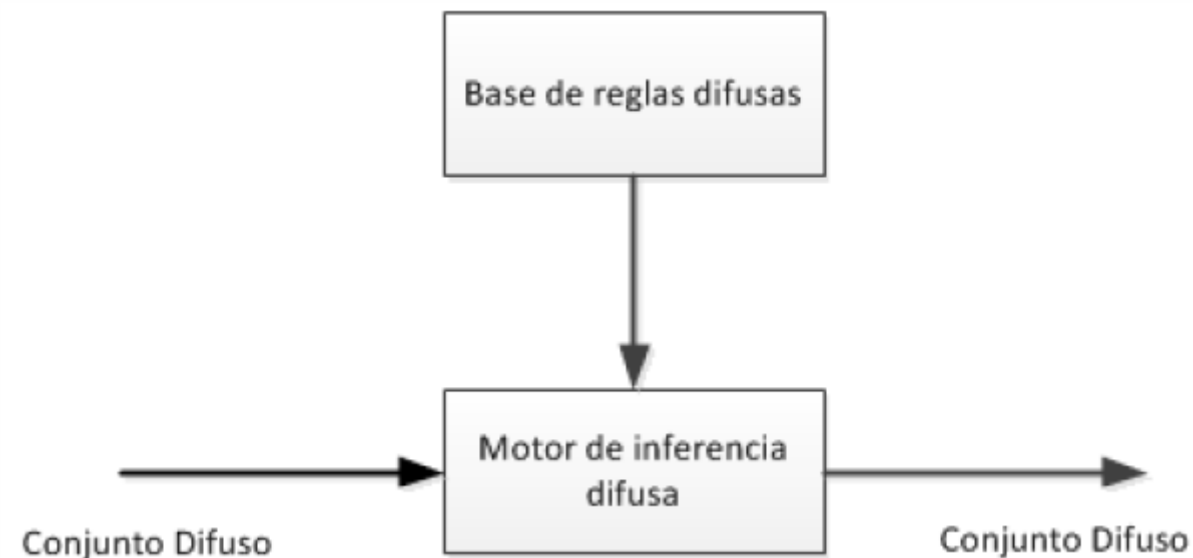 Base de reglas difusas
Motor de inferencia
difusa
Conjunto Difuso
Conjunto Difuso